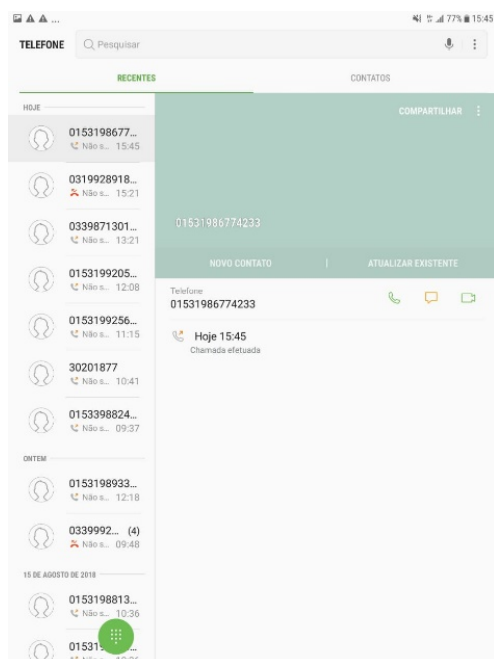 77% 15:45
TELEFONE
Pesquisar
RECENTES
CONTATOS
HOJE
0153198677...
Não s... 15:45
0319928918...
Não s... 15:21
0339871301...
Não s... 13:21
0153199205...
Não s... 12:08
0153199256...
Não s... 11:15
30201877
Não s... 10:41
0153398824...
Não s... 09:37
ONTEM
0153198933...
Não s... 12:18
0339992... (4)
Não s... 09:48
15 DE AGOSTO DE 2018
0153198813...
Não s... 10:36
01531
COMPARTILHAR
01531986774233
NOVO CONTATO | ATUALIZAR EXISTENTE
Telefone
01531986774233
Hoje 15:45
Chamada efetuada